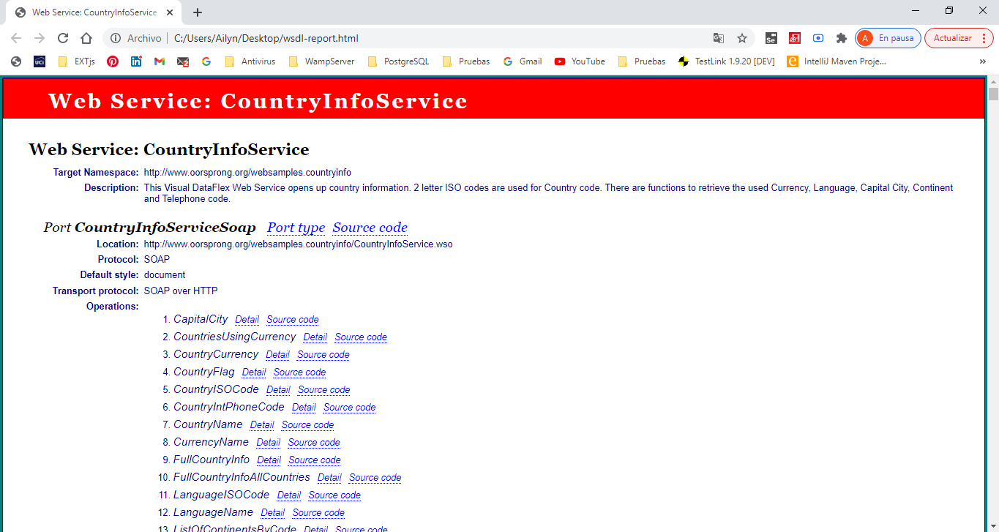 Web Service: CountryInfoService
Archivo C:/Users/Ailyn/Desktop/wsdl-report.html Se A En pausa Actualizar
UCI EXTjs Antivirus WampServer PostgreSQL Pruebas Gmail YouTube Pruebas TestLink 1.9.20 [DEV] IntelliJ Maven Proje... »
Web Service: CountryInfoService
Web Service: CountryInfoService
Target Namespace: http://www.oorsprong.org/websamples.countryinfo
Description: This Visual DataFlex Web Service opens up country information. 2 letter ISO codes are used for Country code. There are functions to retrieve the used Currency, Language, Capital City, Continent
and Telephone code.
Port CountryInfoServiceSoap Port type Source code
Location: http://www.oorsprong.org/websamples.countryinfo/CountryInfoService.wso
Protocol: SOAP
Default style: document
Transport protocol: SOAP over HTTP
Operations:
1. CapitalCity Detail Source code
2. CountriesUsingCurrency Detail Source code
3. CountryCurrency Detail Source code
4. CountryFlag Detail Source code
5. CountryISOCode Detail Source code
6. CountryIntPhoneCode Detail Source code
7. CountryName Detail Source code
8. CurrencyName Detail Source code
9. FullCountryInfo Detail Source code
10. FullCountryInfoAllCountries Detail Source code
11. LanguageISOCode Detail Source code
12. LanguageName Detail Source code
13. ListOfContinentsByCode Detail Source code